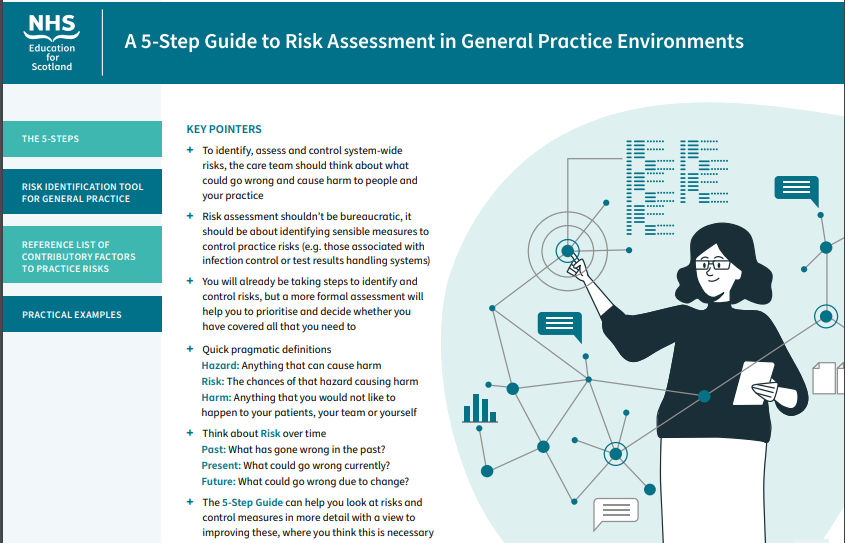 NHS
Education
for
Scotland
A 5-Step Guide to Risk Assessment in General Practice Environments
THE 5-STEPS
RISK IDENTIFICATION TOOL
FOR GENERAL PRACTICE
REFERENCE LIST OF
CONTRIBUTORY FACTORS
TO PRACTICE RISKS
PRACTICAL EXAMPLES
KEY POINTERS
+ To identify, assess and control system-wide
risks, the care team should think about what
could go wrong and cause harm to people and
your practice
+ Risk assessment shouldn't be bureaucratic, it
should be about identifying sensible measures to
control practice risks (e.g. those associated with
infection control or test results handling systems)
+ You will already be taking steps to identify and
control risks, but a more formal assessment will
help you to prioritise and decide whether you
have covered all that you need to
+ Quick pragmatic definitions
Hazard: Anything that can cause harm
Risk: The chances of that hazard causing harm
Harm: Anything that you would not like to
happen to your patients, your team or yourself
+ Think about Risk over time
Past: What has gone wrong in the past?
Present: What could go wrong currently?
Future: What could go wrong due to change?
+ The 5-Step Guide can help you look at risks and
control measures in more detail with a view to
improving these, where you think this is necessary